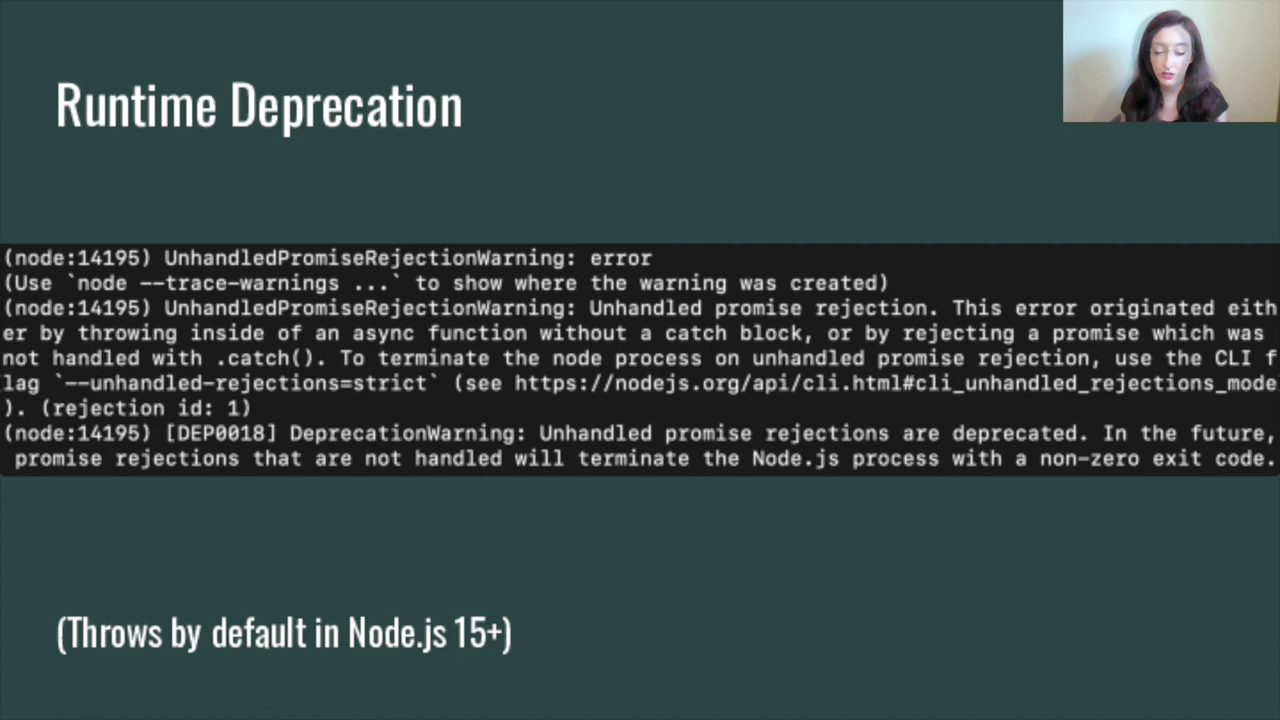 Runtime Deprecation
(node:14195) UnhandledPromiseRejectionWarning: error
(Use `node --trace-warnings ...` to show where the warning was created)
(node:14195) UnhandledPromiseRejectionWarning: Unhandled promise rejection. This error originated eith
er by throwing inside of an async function without a catch block, or by rejecting a promise which was
not handled with .catch(). To terminate the node process on unhandled promise rejection, use the CLI f
lag `--unhandled-rejections=strict` (see https://nodejs.org/api/cli.html#cli_unhandled_rejections_mode
). (rejection id: 1)
(node:14195) [DEP0018] DeprecationWarning: Unhandled promise rejections are deprecated. In the future,
promise rejections that are not handled will terminate the Node.js process with a non-zero exit code.
(Throws by default in Node.js 15+)